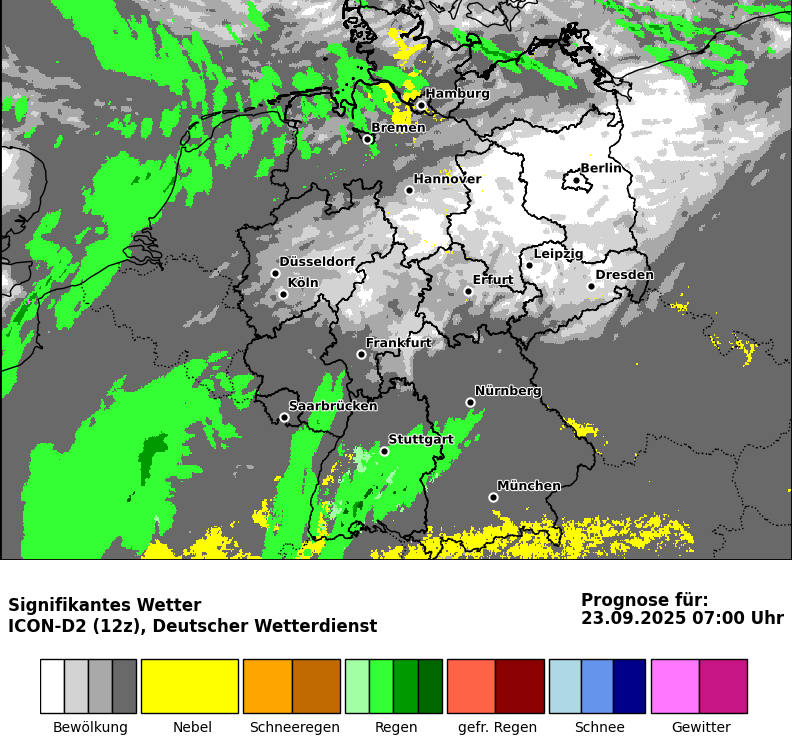 Hamburg
Bremen
Berlin
Hannover
Leipzig
Düsseldorf
Dresden
Köln
Erfurt
Frankfurt
Nürnberg
Saarbrücken
Stuttgart
München
Signifikantes Wetter
ICON-D2 (12z), Deutscher Wetterdienst
Prognose für:
23.09.2025 07:00 Uhr
Bewölkung
Nebel
Schneeregen
Regen
gefr. Regen
Schnee
Gewitter